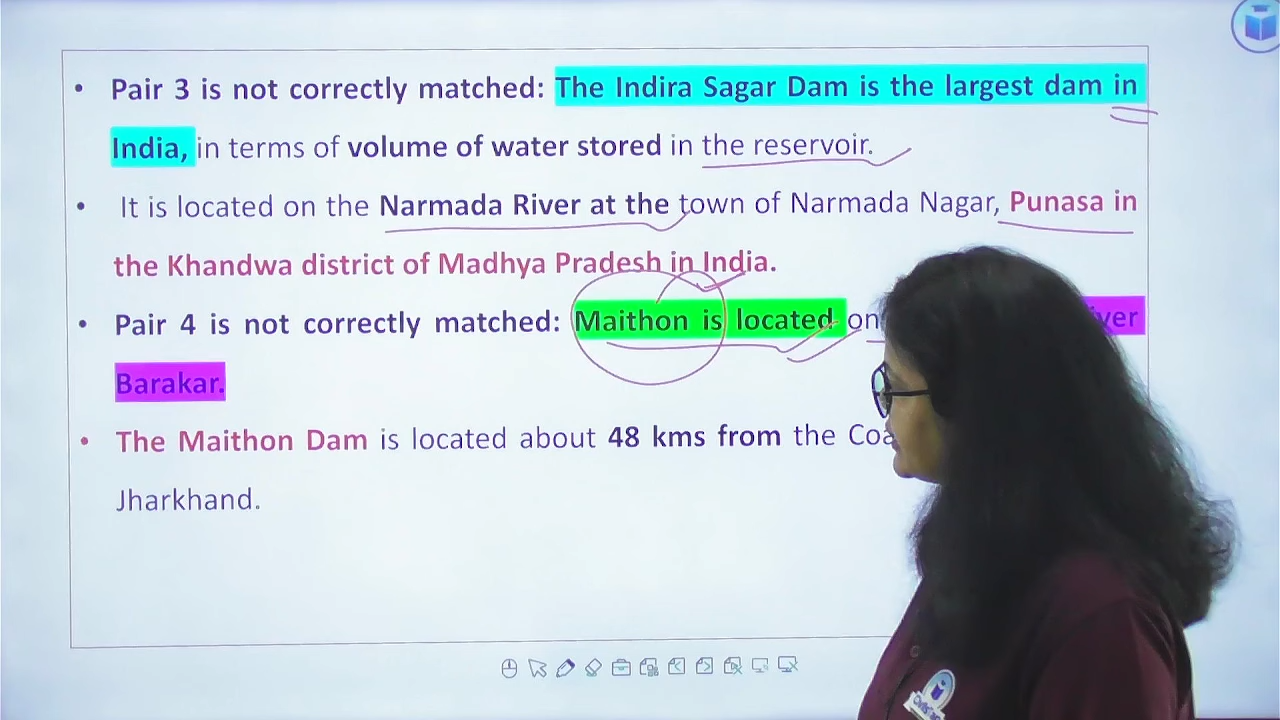 • Pair 3 is not correctly matched: The Indira Sagar Dam is the largest dam in
India, in terms of volume of water stored in the reservoir.
• It is located on the Narmada River at the town of Narmada Nagar, Punasa in
the Khandwa district of Madhya Pradesh in India.
• Pair 4 is not correctly matched: Maithon is located on
Barakar.
• The Maithon Dam is located about 48 kms from the
Jharkhand.